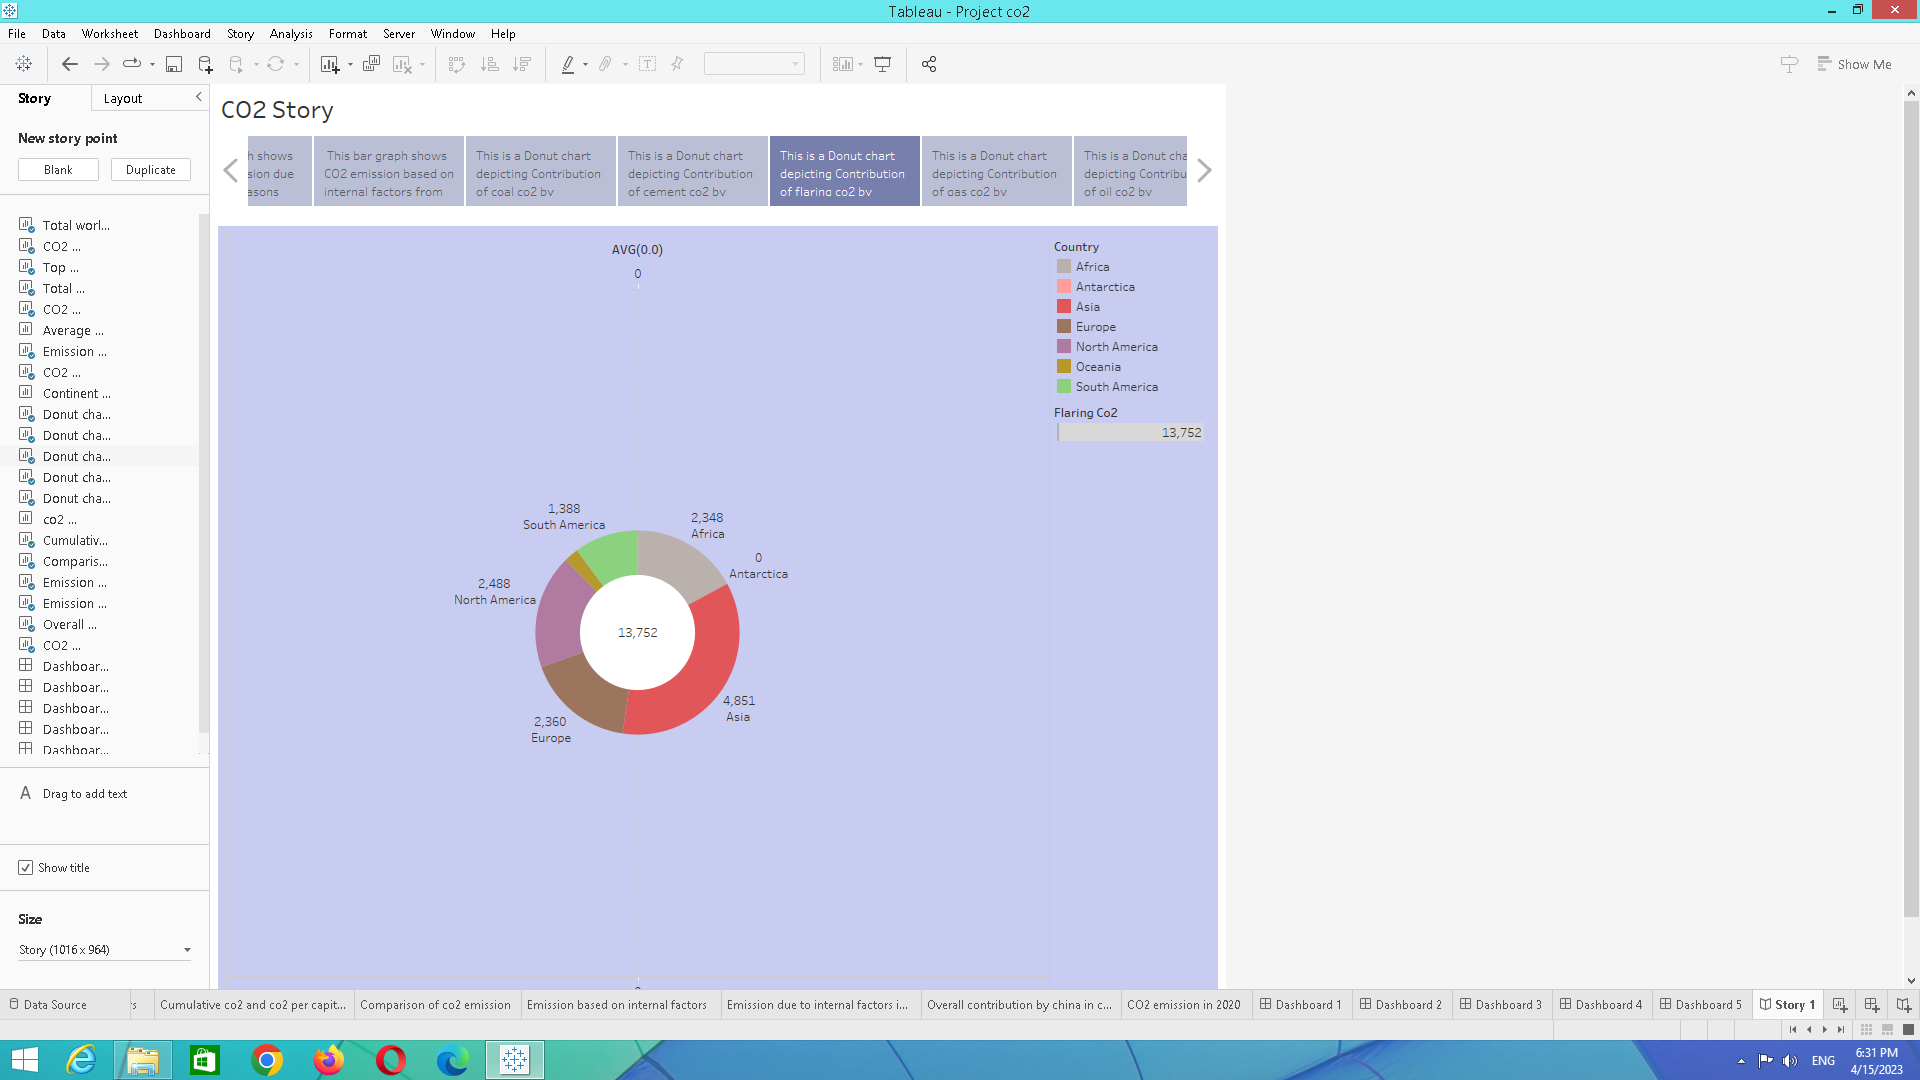 Tableau - Project co2
File Data Worksheet Dashboard Story Analysis Format Server Window Help
Show Me
Story Layout
New story point
Blank Duplicate
Total worl...
CO2 ...
Top ...
Total ...
CO2 ...
Average ...
Emission ...
CO2 ...
Continent ...
Donut cha...
Donut cha...
Donut cha...
Donut cha...
Donut cha...
co2 ...
Cumulativ...
Comparis...
Emission ...
Emission ...
Overall ...
CO2 ...
Dashboar...
Dashboar...
Dashboar...
Dashboar...
Dashboar...
A Drag to add text
Show title
Size
Story (1016 x 964)
CO2 Story
h shows
sion due
asons
This bar graph shows
CO2 emission based on
internal factors from
This is a Donut chart
depicting Contribution
of coal co2 by
This is a Donut chart
depicting Contribution
of cement co2 by
This is a Donut chart
depicting Contribution
of flaring co2 by
This is a Donut chart
depicting Contribution
of gas co2 by
This is a Donut cha
depicting Contribu
of oil co2 by
AVG(0.0)
0
Country
Africa
Antarctica
Asia
Europe
North America
Oceania
South America
Flaring Co2
13,752
1,388
South America
2,348
Africa
0
Antarctica
2,488
North America
13,752
4,851
Asia
2,360
Europe
Data Source
Cumulative co2 and co2 per capit...
Comparison of co2 emission
Emission based on internal factors
Emission due to internal factors i...
Overall contribution by china in c...
CO2 emission in 2020
Dashboard 1
Dashboard 2
Dashboard 3
Dashboard 4
Dashboard 5
Story 1
ENG
6:31 PM
4/15/2023